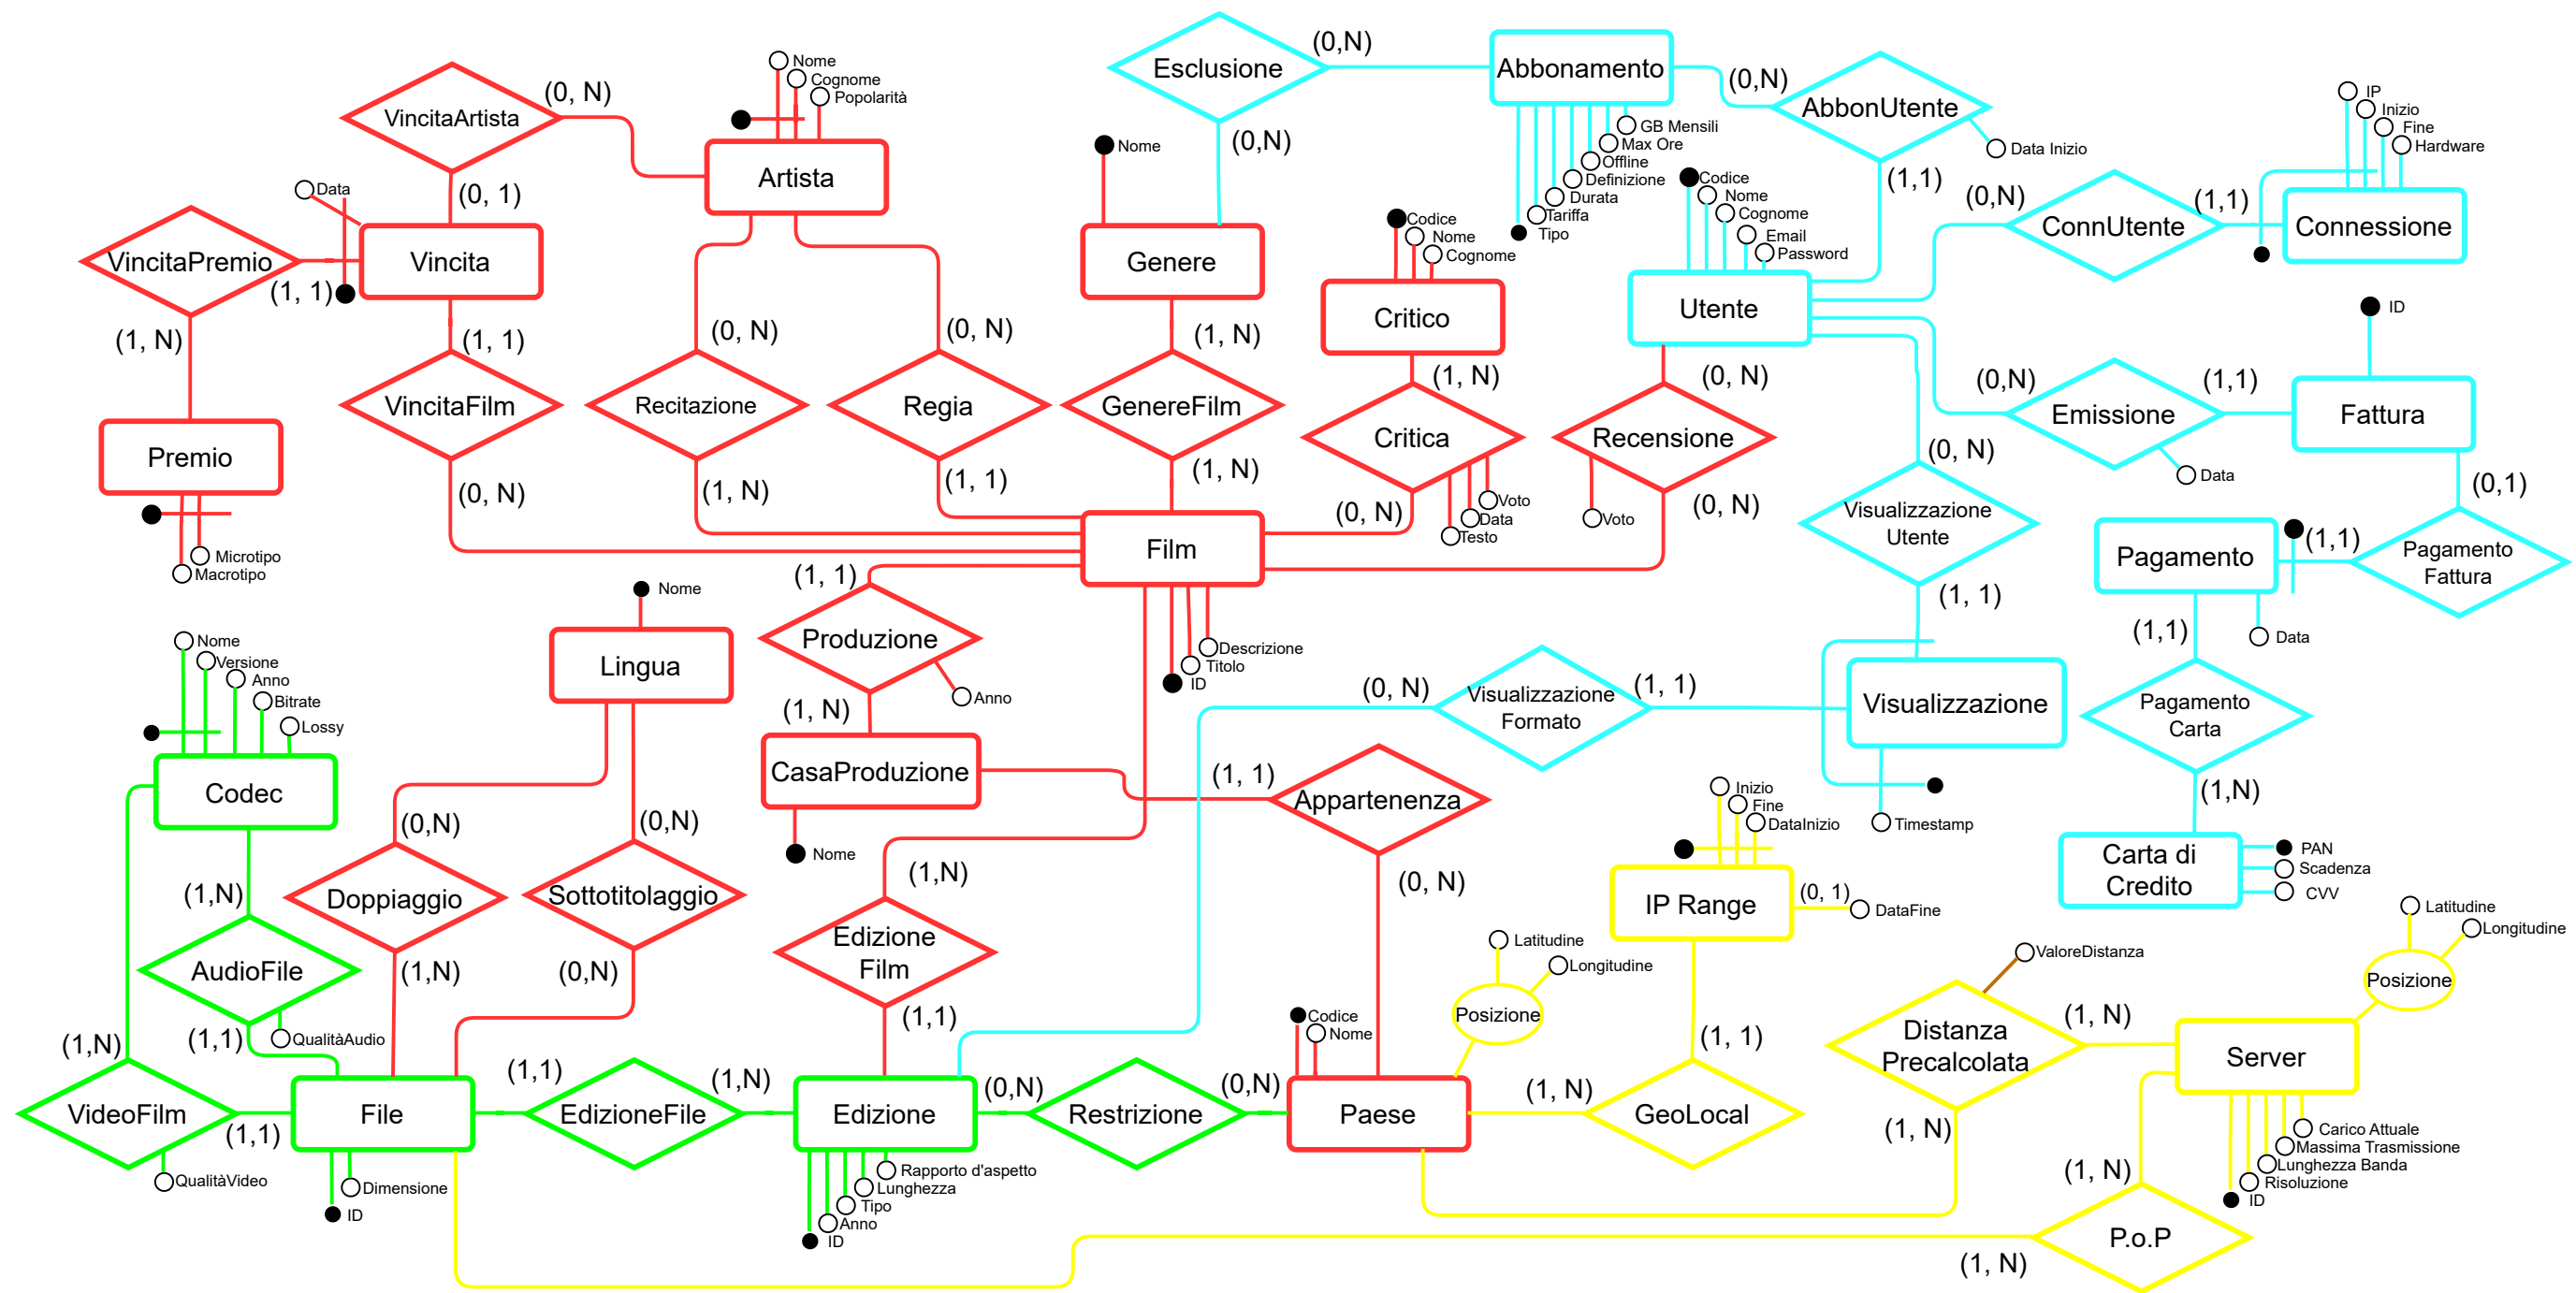 Esclusione
(0,N)
(0,N)
Abbonamento
GB Mensili
Max Ore
Offline
Definizione
Durata
Tariffa
Tipo
(0,N)
AbbonUtente
Data Inizio
(1,1)
IP
Inizio
Fine
Hardware
Connessione
(1,1)
ConnUtente
(0,N)
Codice
Nome
Cognome
Email
Password
Utente
Nome
Cognome
Popolarità
Artista
(0, N)
VincitaArtista
(0, 1)
Data
Vincita
VincitaPremio
(1, 1)
(1, N)
(1, 1)
VincitaFilm
(0, N)
Premio
Microtipo
Macrotipo
(0, N)
Recitazione
(1, N)
(0, N)
Regia
(1, 1)
Nome
Genere
(1, N)
GenereFilm
(1, N)
Codice
Nome
Cognome
Critico
(1, N)
Critica
(0, N)
Voto
Data
Testo
(0, N)
Recensione
(0, N)
Voto
Film
Descrizione
Titolo
ID
ID
Fattura
(1,1)
Emissione
(0,N)
Data
(0,1)
Pagamento
Fattura
(1,1)
Pagamento
Data
(1,1)
Pagamento
Carta
(1,N)
Carta di
Credito
PAN
Scadenza
CVV
(0, N)
Visualizzazione
Utente
(1, 1)
Visualizzazione
Timestamp
(1, 1)
Visualizzazione
Formato
(0, N)
(1, 1)
Produzione
Anno
(1, N)
CasaProduzione
Nome
(1, 1)
Appartenenza
(0, N)
Nome
Lingua
(0,N)
Doppiaggio
(1,N)
(0,N)
Sottotitolaggio
(0,N)
Nome
Versione
Anno
Bitrate
Lossy
Codec
(1,N)
AudioFile
QualitàAudio
(1,1)
(1,N)
VideoFilm
(1,1)
QualitàVideo
File
Dimensione
ID
(1,1)
EdizioneFile
(1,N)
(1,N)
Edizione
Film
(1,1)
Edizione
Rapporto d'aspetto
Lunghezza
Tipo
Anno
ID
(0,N)
Restrizione
(0,N)
Codice
Nome
Paese
Latitudine
Longitudine
Posizione
Inizio
Fine
DataInizio
IP Range
(0, 1)
DataFine
(1, 1)
GeoLocal
(1, N)
ValoreDistanza
Distanza
Precalcolata
(1, N)
(1, N)
Latitudine
Longitudine
Posizione
Server
Carico Attuale
Massima Trasmissione
Lunghezza Banda
Risoluzione
ID
(1, N)
P.o.P
(1, N)